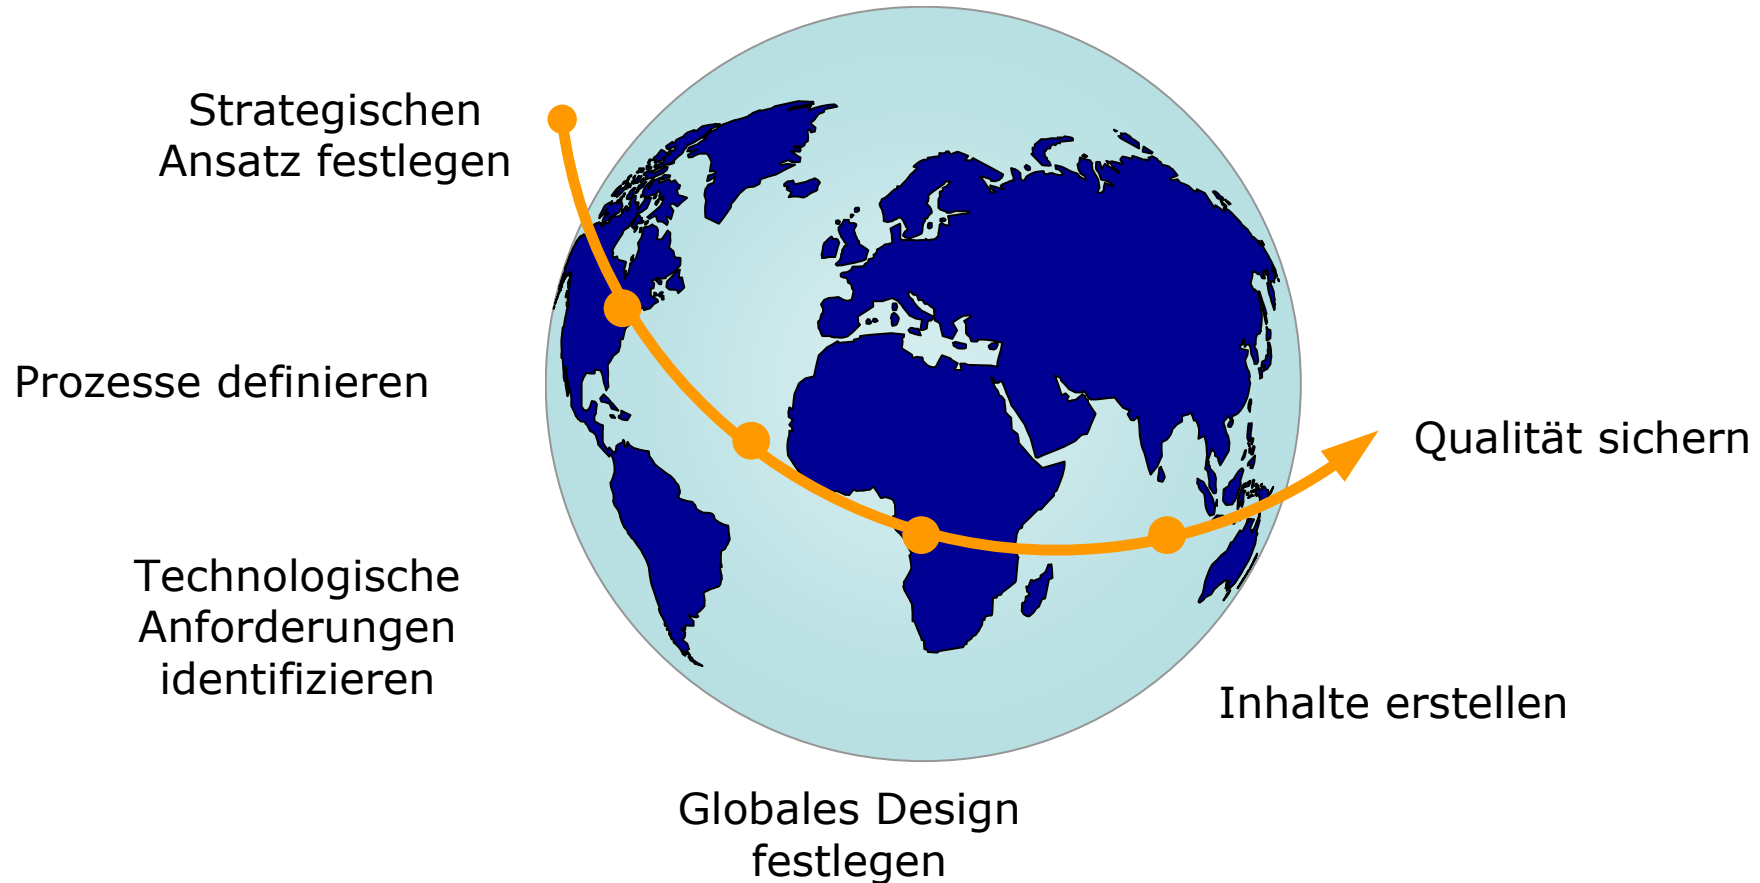 Strategischen
Ansatz festlegen
Prozesse definieren
Technologische
Anforderungen
identifizieren
Globales Design
festlegen
Inhalte erstellen
Qualität sichern